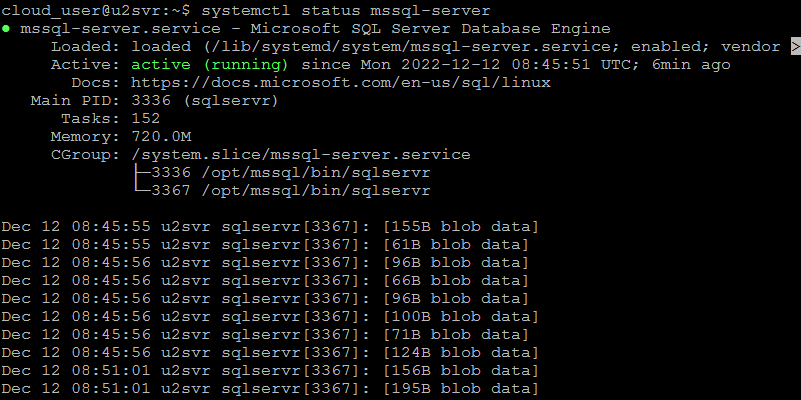 cloud_user@u2svr:~$ systemctl status mssql-server
● mssql-server.service - Microsoft SQL Server Database Engine
     Loaded: loaded (/lib/systemd/system/mssql-server.service; enabled; vendor >
     Active: active (running) since Mon 2022-12-12 08:45:51 UTC; 6min ago
       Docs: https://docs.microsoft.com/en-us/sql/linux
   Main PID: 3336 (sqlservr)
      Tasks: 152
     Memory: 720.0M
     CGroup: /system.slice/mssql-server.service
             ├─3336 /opt/mssql/bin/sqlservr
             └─3367 /opt/mssql/bin/sqlservr

Dec 12 08:45:55 u2svr sqlservr[3367]: [155B blob data]
Dec 12 08:45:55 u2svr sqlservr[3367]: [61B blob data]
Dec 12 08:45:56 u2svr sqlservr[3367]: [96B blob data]
Dec 12 08:45:56 u2svr sqlservr[3367]: [66B blob data]
Dec 12 08:45:56 u2svr sqlservr[3367]: [96B blob data]
Dec 12 08:45:56 u2svr sqlservr[3367]: [100B blob data]
Dec 12 08:45:56 u2svr sqlservr[3367]: [71B blob data]
Dec 12 08:45:56 u2svr sqlservr[3367]: [124B blob data]
Dec 12 08:51:01 u2svr sqlservr[3367]: [156B blob data]
Dec 12 08:51:01 u2svr sqlservr[3367]: [195B blob data]